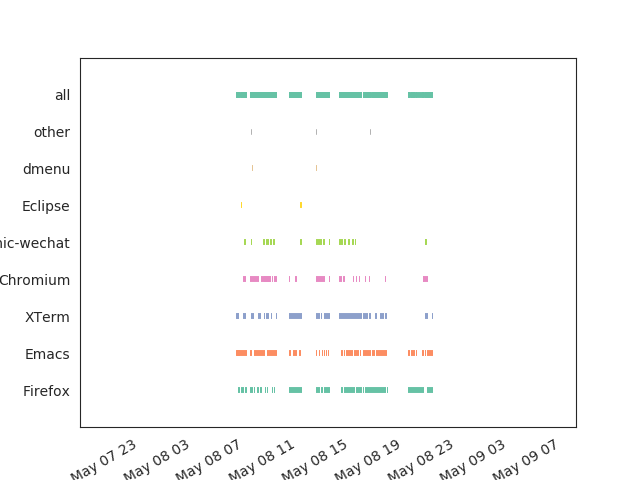 all
other
dmenu
Eclipse
nic-wechat
Chromium
XTerm
Emacs
Firefox
May 07 23
May 08 03
May 08 07
May 08 11
May 08 15
May 08 19
May 08 23
May 09 03
May 09 07